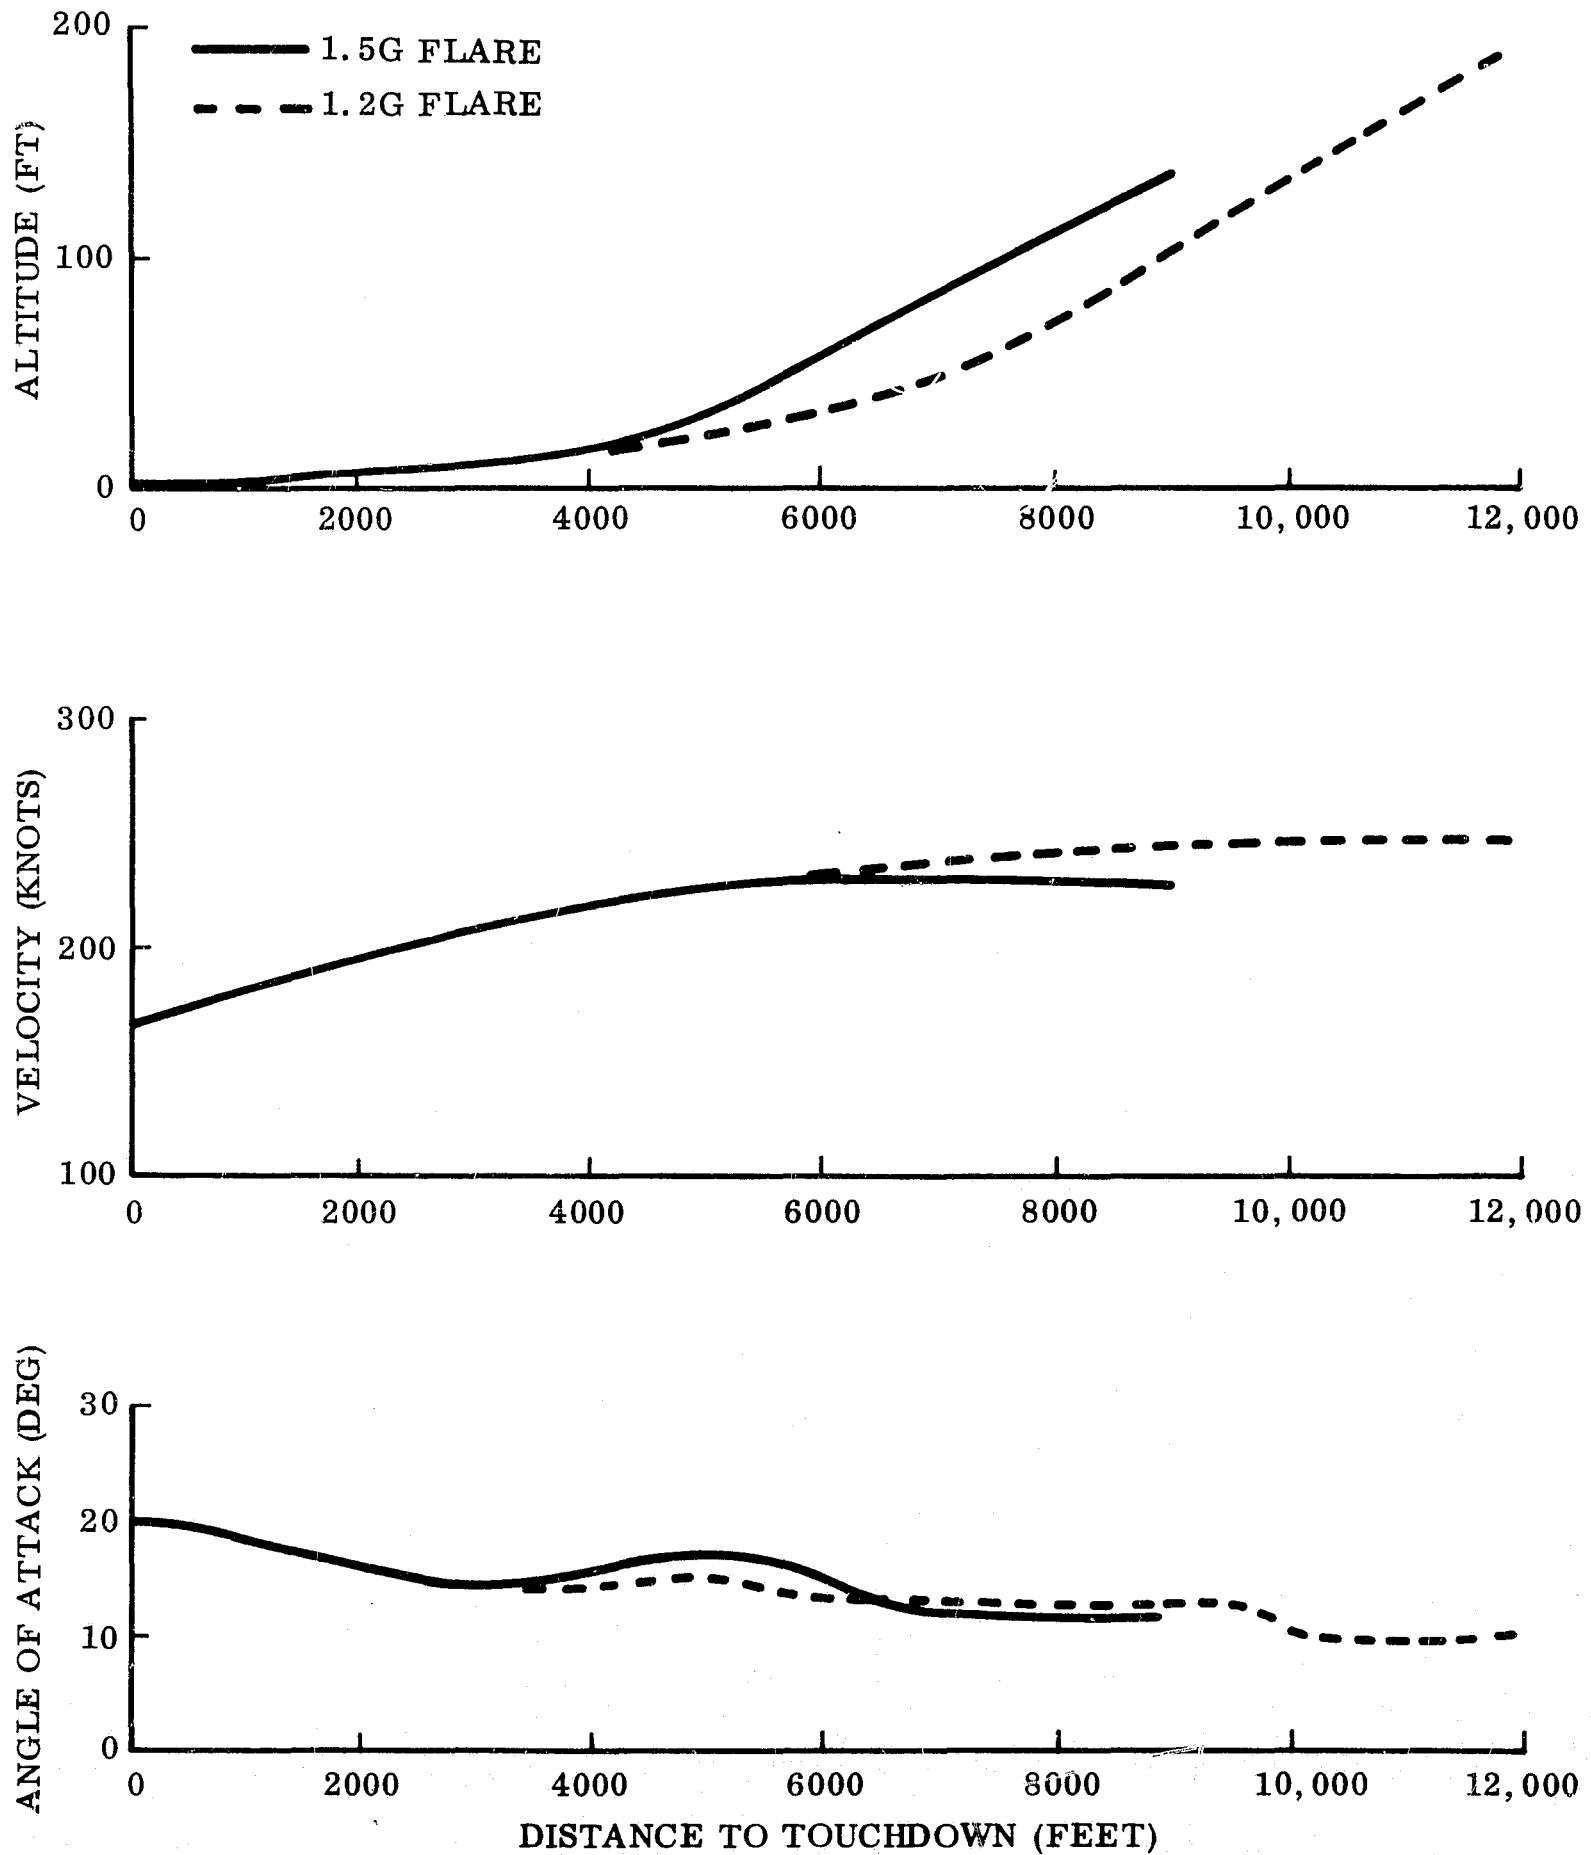 200
1.5G FLARE
1.2G FLARE
ALTITUDE (FT)
100
0
0 2000 4000 6000 8000 10,000 12,000
300
VELOCITY (KNOTS)
200
100
0 2000 4000 6000 8000 10,000 12,000
30
ANGLE OF ATTACK (DEG)
20
10
0
0 2000 4000 6000 8000 10,000 12,000
DISTANCE TO TOUCHDOWN (FEET)